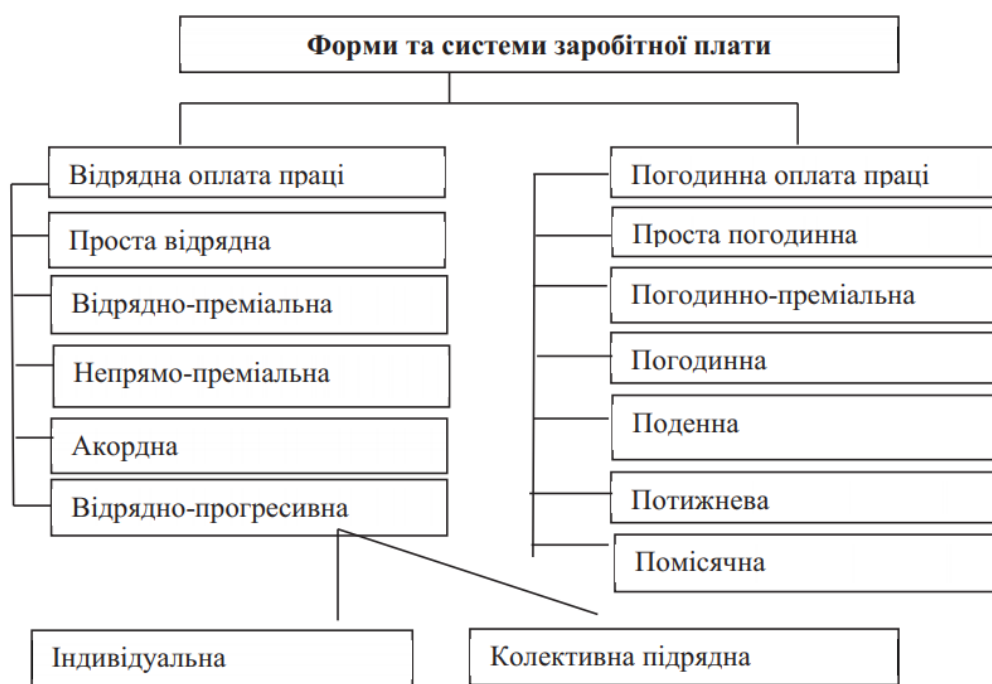 Форми та системи заробітної плати
Відрядна оплата праці
Проста відрядна
Відрядно-преміальна
Непрямо-преміальна
Акордна
Відрядно-прогресивна
Погодинна оплата праці
Проста погодинна
Погодинно-преміальна
Погодинна
Поденна
Потижнева
Помісячна
Індивідуальна
Колективна підрядна